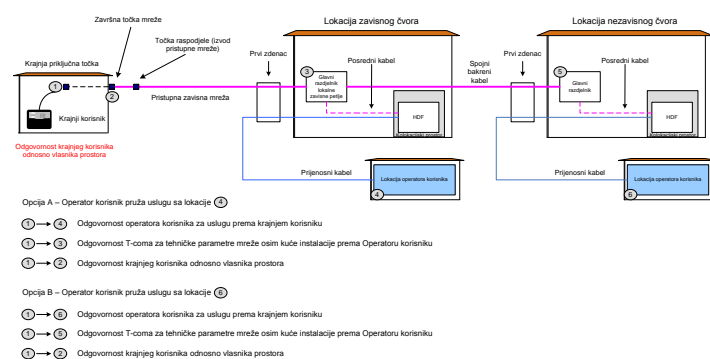 Lokacija zavisnog čvora
Lokacija nezavisnog čvora
Završna točka mreže
Točka raspodjele (izvod
pristupne mreže)
Krajnja priključna točka
Prvi zdenac
Posredni kabel
Spojni
bakreni
kabel
Prvi zdenac
Posredni kabel
1
2
3
Glavni
razdjelnik
lokalne
zavisne petlje
5
Glavni
razdjelnik
Pristupna zavisna mreža
Krajnji korisnik
HDF
Kolokacijski prostor
HDF
Kolokacijski prostor
Odgovornost krajnjeg korisnika
odnosno vlasnika prostora
Prijenosni kabel
Lokacija operatora korisnika
4
Prijenosni kabel
Lokacija operatora korisnika
6
Opcija A – Operator korisnik pruža uslugu sa lokacije 4
1 → 4 Odgovornost operatora korisnika za uslugu prema krajnjem korisniku
1 → 3 Odgovornost T-coma za tehničke parametre mreže osim kuće instalacije prema Operatoru korisniku
1 → 2 Odgovornost krajnjeg korisnika odnosno vlasnika prostora
Opcija B – Operator korisnik pruža uslugu sa lokacije 6
1 → 6 Odgovornost operatora korisnika za uslugu prema krajnjem korisniku
1 → 5 Odgovornost T-coma za tehničke parametre mreže osim kuće instalacije prema Operatoru korisniku
1 → 2 Odgovornost krajnjeg korisnika odnosno vlasnika prostora